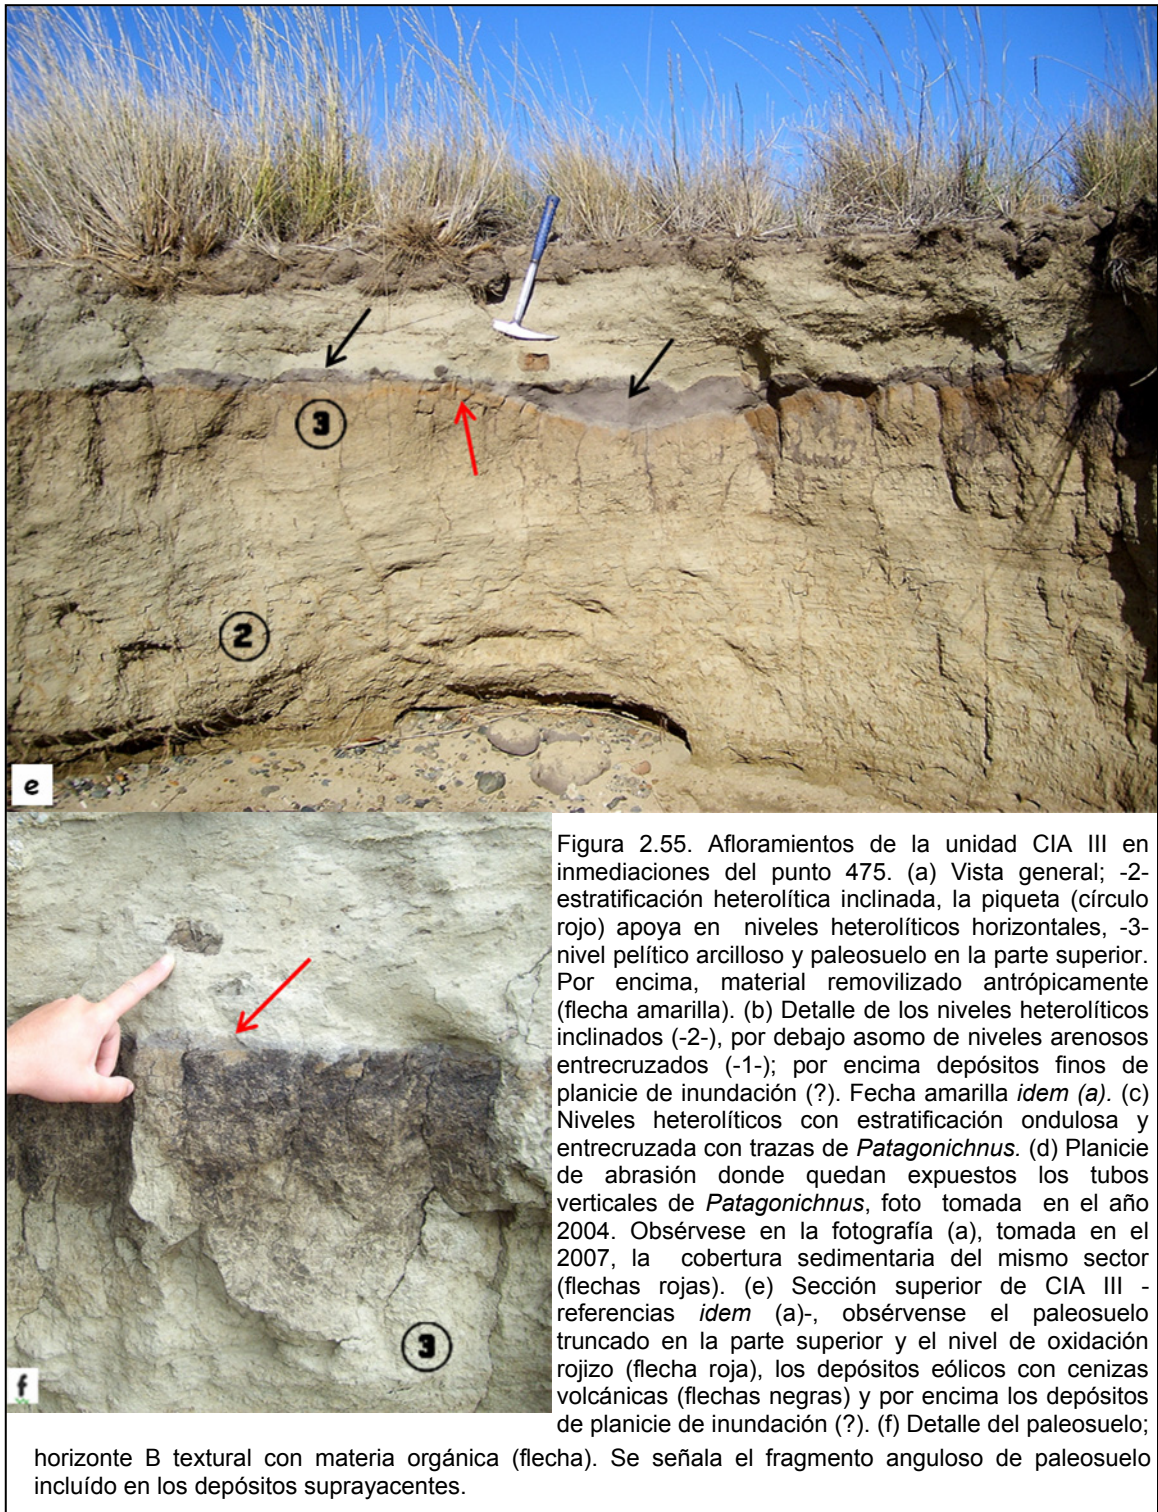 3
2
e
3
f
Figura 2.55. Afloramientos de la unidad CIA III en
inmediaciones del punto 475. (a) Vista general; -2-
estratificación heterolítica inclinada, la piqueta (círculo
rojo) apoya en niveles heterolíticos horizontales, -3-
nivel pelítico arcilloso y paleosuelo en la parte superior.
Por encima, material removilizado antrópicamente
(flecha amarilla). (b) Detalle de los niveles heterolíticos
inclinados (-2-), por debajo asomo de niveles arenosos
entrecruzados (-1-); por encima depósitos finos de
planicie de inundación (?). Fecha amarilla idem (a). (c)
Niveles heterolíticos con estratificación ondulosa y
entrecruzada con trazas de Patagonichnus. (d) Planicie
de abrasión donde quedan expuestos los tubos
verticales de Patagonichnus, foto tomada en el año
2004. Obsérvese en la fotografía (a), tomada en el
2007, la cobertura sedimentaria del mismo sector
(flechas rojas). (e) Sección superior de CIA III -
referencias idem (a)-, obsérvense el paleosuelo
truncado en la parte superior y el nivel de oxidación
rojizo (flecha roja), los depósitos eólicos con cenizas
volcánicas (flechas negras) y por encima los depósitos
de planicie de inundación (?). (f) Detalle del paleosuelo;
horizonte B textural con materia orgánica (flecha). Se señala el fragmento anguloso de paleosuelo
incluído en los depósitos suprayacentes.